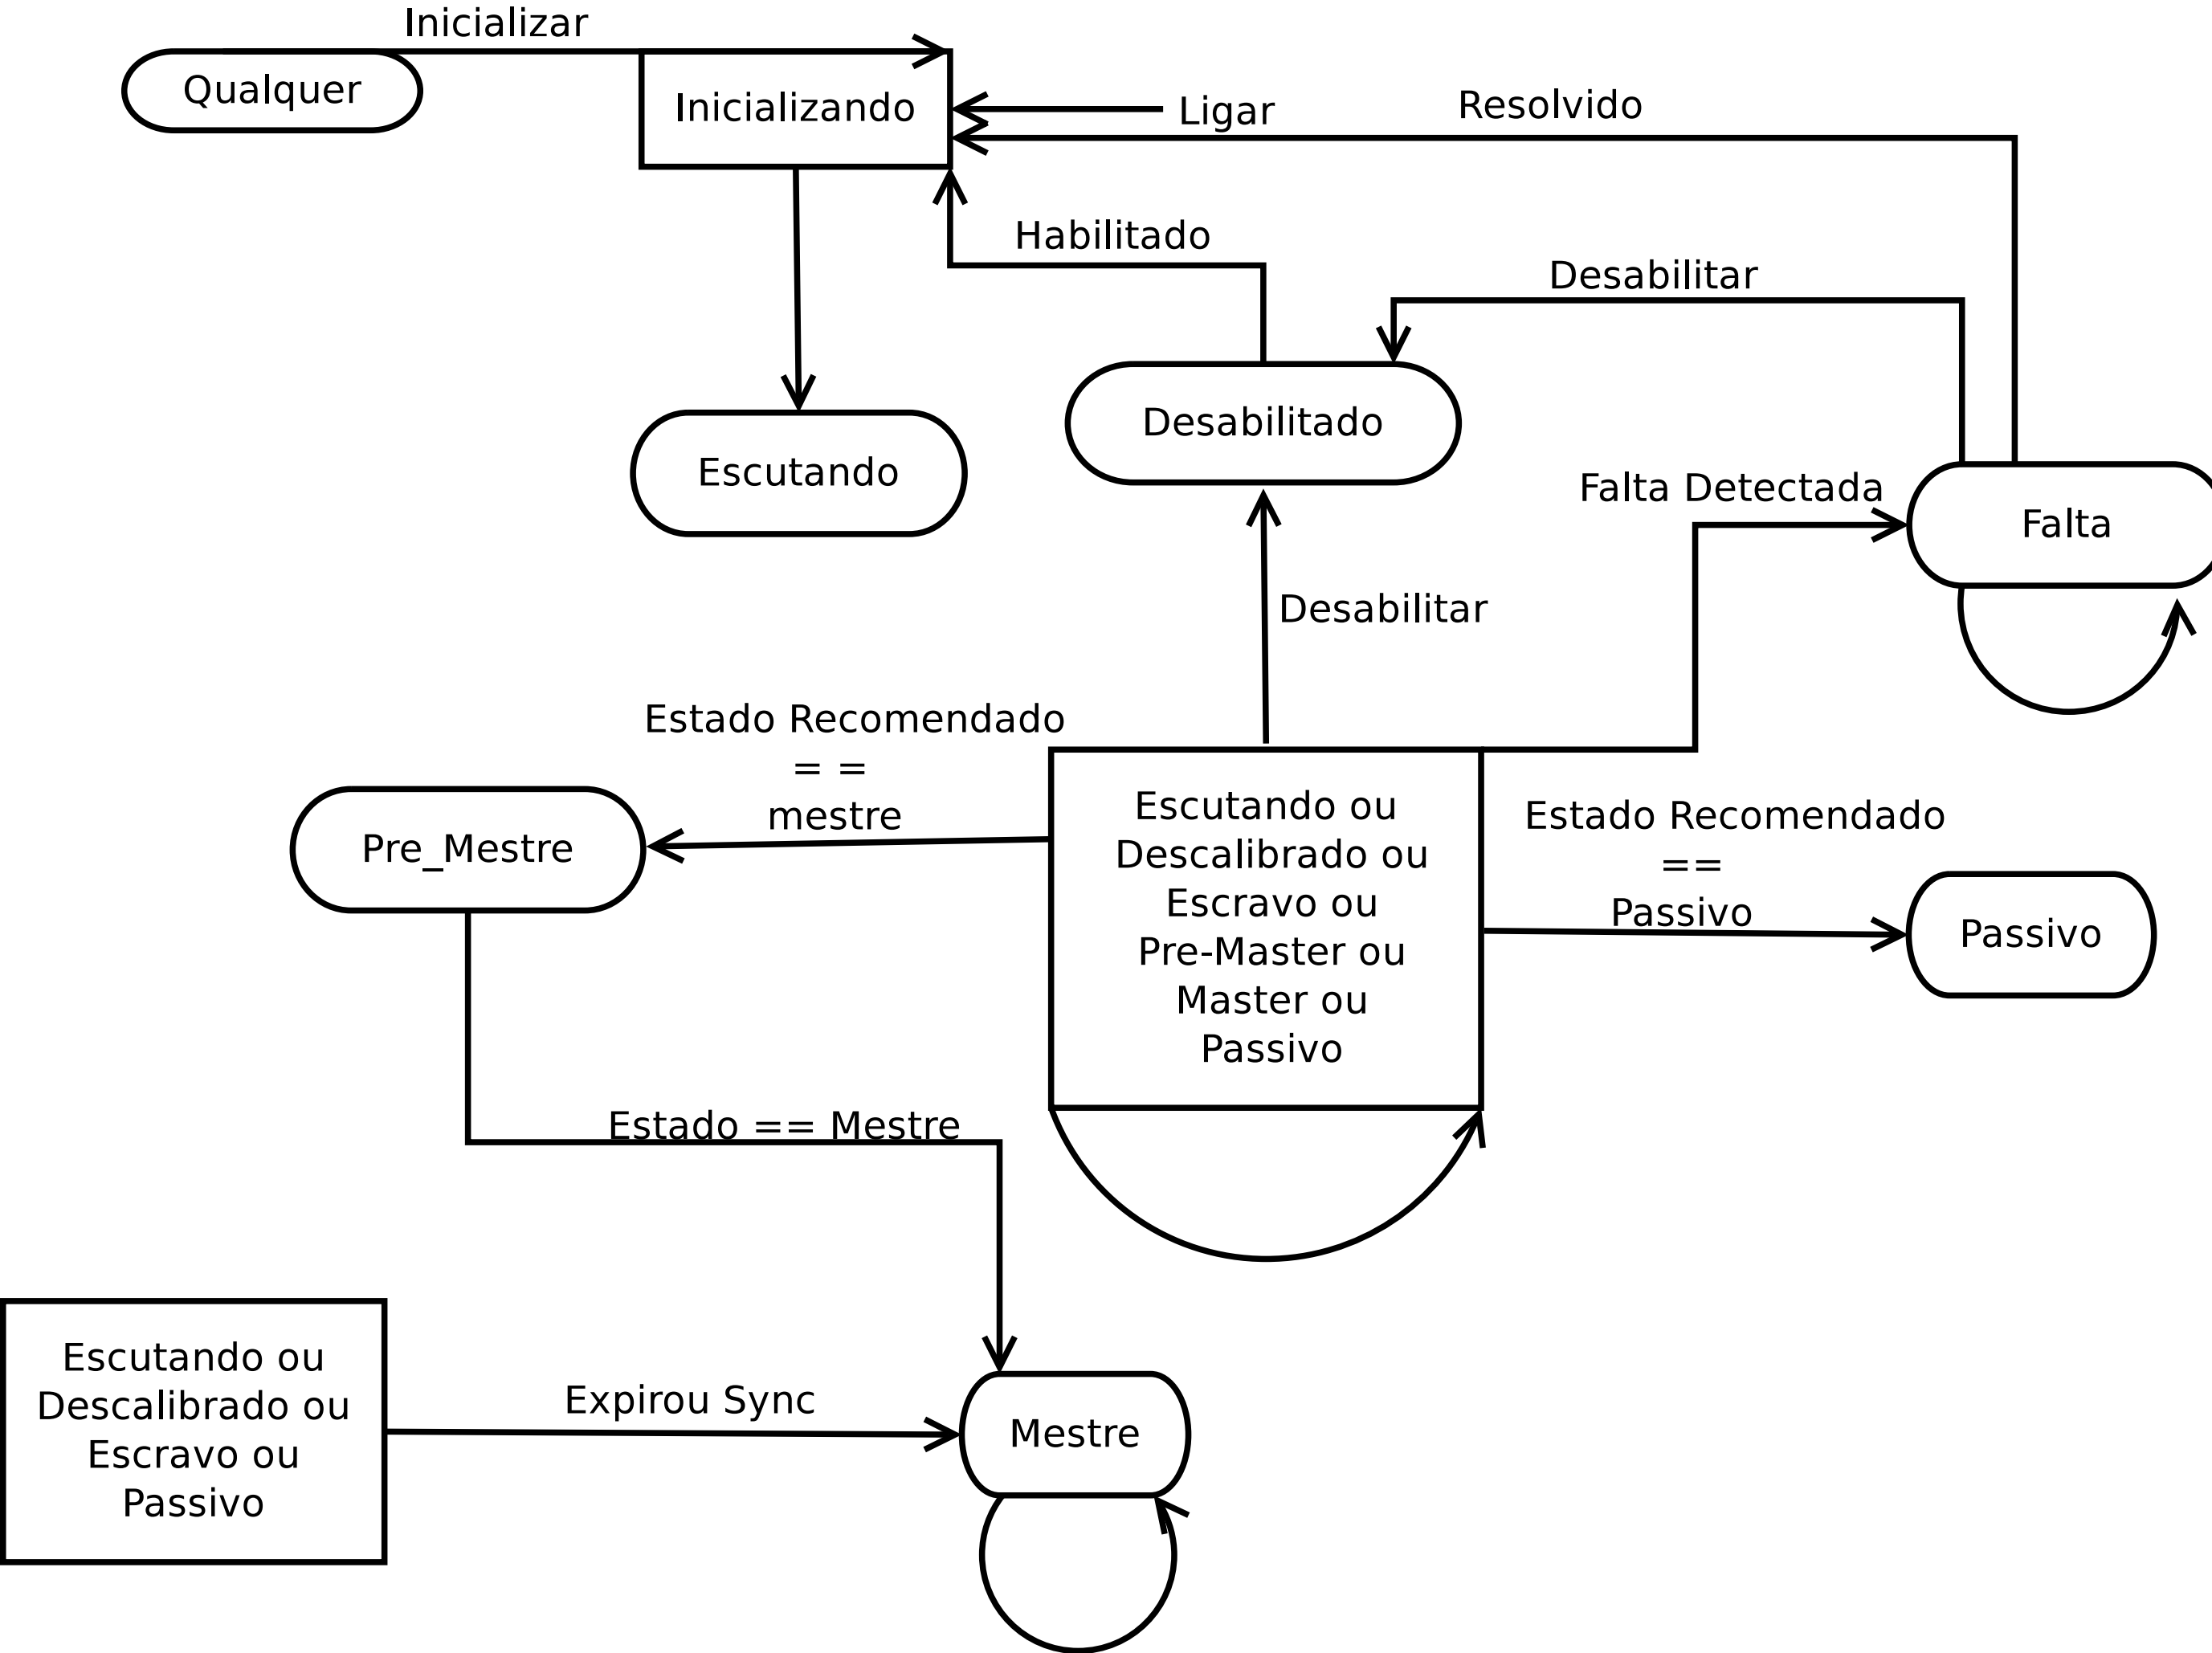 Inicializar
Qualquer
Inicializando
Ligar
Resolvido
Habilitado
Desabilitar
Desabilitado
Escutando
Falta Detectada
Falta
Desabilitar
Estado Recomendado
= =
mestre
Pre_Mestre
Escutando ou
Descalibrado ou
Escravo ou
Pre-Master ou
Master ou
Passivo
Estado Recomendado
==
Passivo
Passivo
Estado == Mestre
Escutando ou
Descalibrado ou
Escravo ou
Passivo
Expirou Sync
Mestre